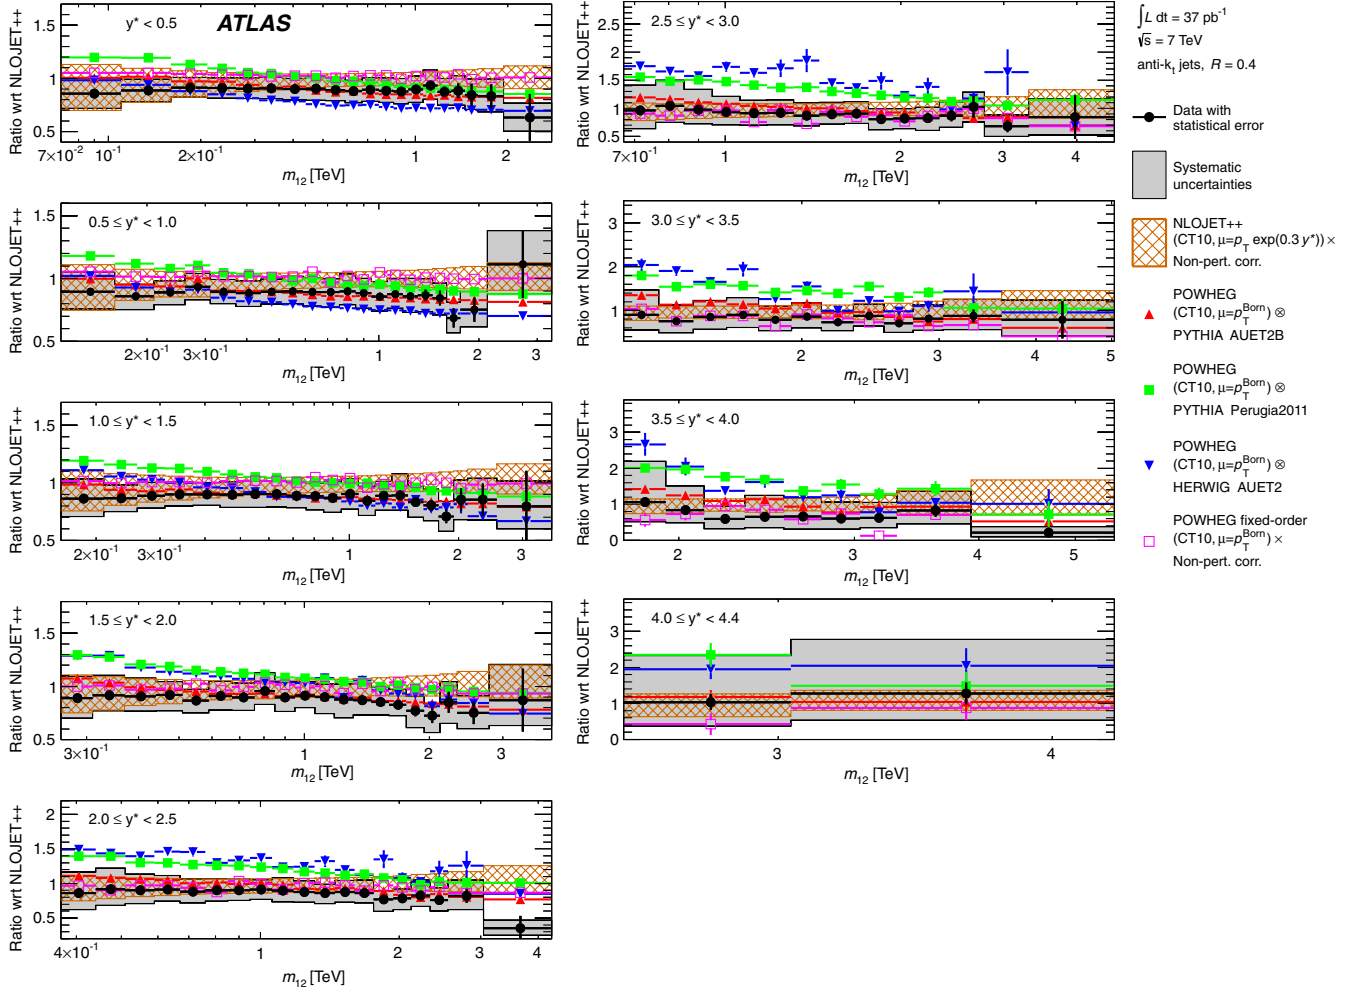 y* < 0.5
ATLAS
Ratio wrt NLOJET++
1.5
1
0.5
7×10⁻²
10⁻¹
2×10⁻¹
1
2
m₁₂ [TeV]
0.5 ≤ y* < 1.0
Ratio wrt NLOJET++
1.5
1
0.5
2×10⁻¹
3×10⁻¹
1
2
3
m₁₂ [TeV]
1.0 ≤ y* < 1.5
Ratio wrt NLOJET++
1.5
1
0.5
2×10⁻¹
3×10⁻¹
1
2
3
m₁₂ [TeV]
1.5 ≤ y* < 2.0
Ratio wrt NLOJET++
1.5
1
0.5
3×10⁻¹
1
2
3
m₁₂ [TeV]
2.0 ≤ y* < 2.5
Ratio wrt NLOJET++
2
1.5
1
0.5
4×10⁻¹
1
2
3
4
m₁₂ [TeV]
2.5 ≤ y* < 3.0
Ratio wrt NLOJET++
2.5
2
1.5
1
0.5
7×10⁻¹
1
2
3
4
m₁₂ [TeV]
3.0 ≤ y* < 3.5
Ratio wrt NLOJET++
3
2
1
2
3
4
5
m₁₂ [TeV]
3.5 ≤ y* < 4.0
Ratio wrt NLOJET++
3
2
1
0
2
3
4
5
m₁₂ [TeV]
4.0 ≤ y* < 4.4
Ratio wrt NLOJET++
3
2
1
0
3
4
m₁₂ [TeV]
∫L dt = 37 pb⁻¹
√s = 7 TeV
anti-kₜ jets, R = 0.4
Data with
statistical error
Systematic
uncertainties
NLOJET++
(CT10, μ=p_T exp(0.3 y*)) ×
Non-pert. corr.
POWHEG
(CT10, μ=p_T^Born) ⊗
PYTHIA AUET2B
POWHEG
(CT10, μ=p_T^Born) ⊗
PYTHIA Perugia2011
POWHEG
(CT10, μ=p_T^Born) ⊗
HERWIG AUET2
POWHEG fixed-order
(CT10, μ=p_T^Born) ×
Non-pert. corr.